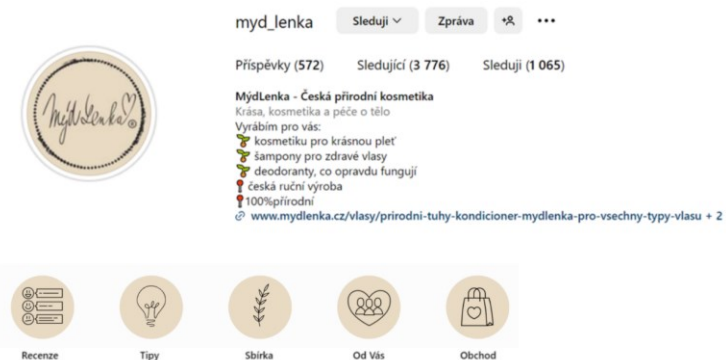 myd_lenka Sleduji Zpráva
Příspěvky (572) Sledující (3 776) Sleduji (1 065)
MýdLenka®
MýdLenka - Česká přírodní kosmetika
Krása, kosmetika a péče o tělo
Vyrábím pro vás:
kosmetiku pro krásnou pleť
šampony pro zdravé vlasy
deodoranty, co opravdu fungují
česká ruční výroba
100%přírodní
www.mydlenka.cz/vlasy/prirodni-tuhy-kondicioner-mydlenka-pro-vsechny-typy-vlasu + 2
Recenze Tipy Sbírka Od Vás Obchod